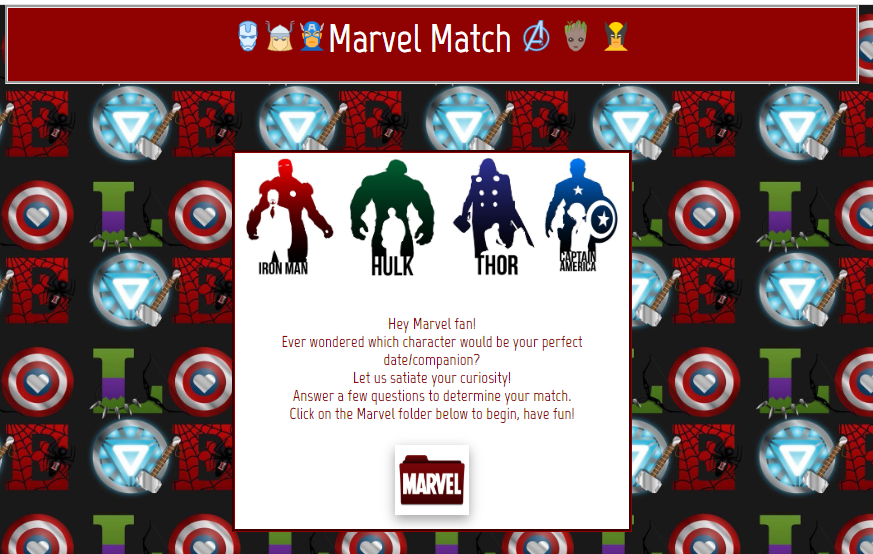 Marvel Match
IRON MAN
HULK
THOR
CAPTAIN
AMERICA
Hey Marvel fan!
Ever wondered which character would be your perfect
date/companion?
Let us satiate your curiosity!
Answer a few questions to determine your match.
Click on the Marvel folder below to begin, have fun!
MARVEL